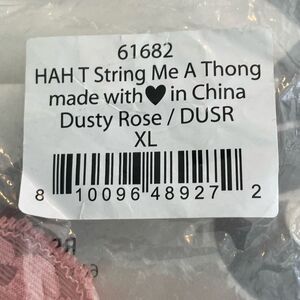 61682
HAH T String Me A Thong
made with ♥ in China
Dusty Rose / DUSR
XL
8 10096 48927 2